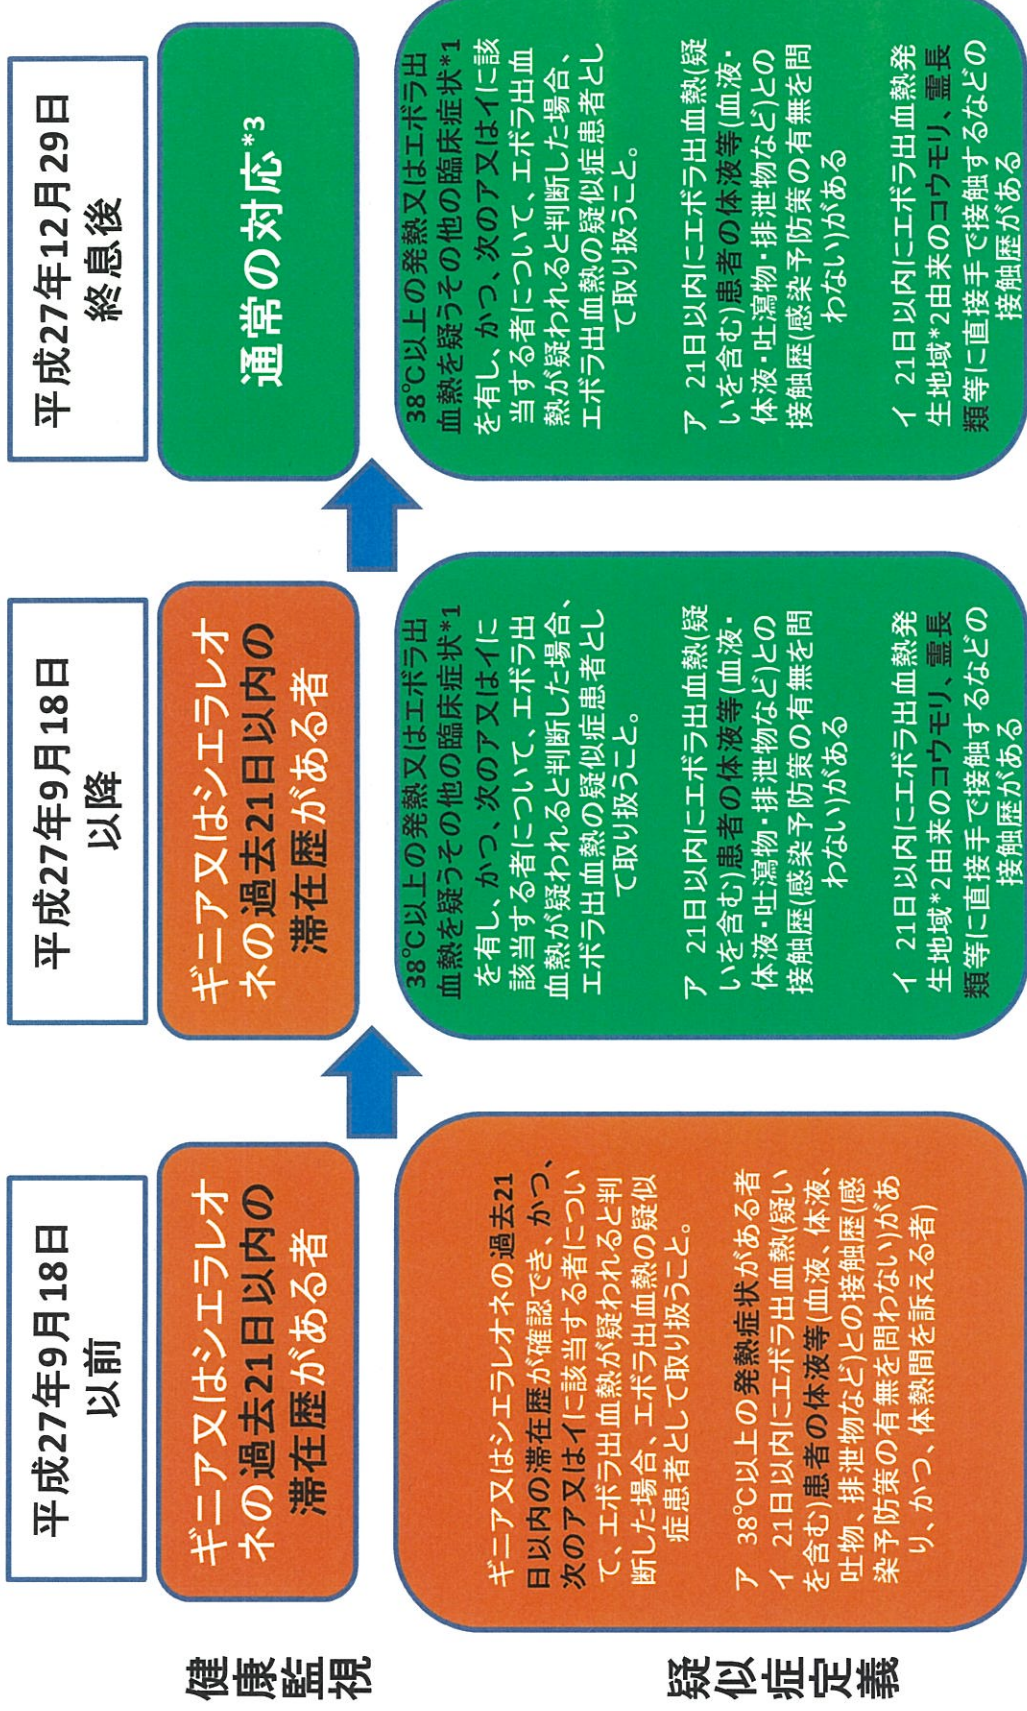 平成27年9月18日
以前
平成27年9月18日
以降
平成27年12月29日
終息後
健康監視
ギニア又はシエラレオ
ネの過去21日以内の
滞在歴がある者
ギニア又はシエラレオ
ネの過去21日以内の
滞在歴がある者
通常の対応*3
疑似症定義
ギニア又はシエラレオネの過去21
日以内の滞在歴が確認でき、かつ、
次のア又はイに該当する者につい
て、エボラ出血熱が疑われると判
断した場合、エボラ出血熱の疑似
症患者として取り扱うこと。
ア 38℃以上の発熱症状がある者
イ 21日以内にエボラ出血熱(疑い
を含む)患者の体液等(血液、体液、
吐物、排泄物など)との接触歴(感
染予防策の有無を問わない)があ
り、かつ、体熱間を訴える者)
38℃以上の発熱又はエボラ出
血熱を疑うその他の臨床症状*1
を有し、かつ、次のア又はイに
該当する者について、エボラ出
血熱が疑われると判断した場合、
エボラ出血熱の疑似症患者とし
て取り扱うこと。
ア 21日以内にエボラ出血熱(疑
いを含む)患者の体液等(血液・
体液・吐瀉物・排泄物など)との
接触歴(感染予防策の有無を問
わない)がある
イ 21日以内にエボラ出血熱発
生地域*2由来のコウモリ、霊長
類等に直接手で接触するなどの
接触歴がある
38℃以上の発熱又はエボラ出
血熱を疑うその他の臨床症状*1
を有し、かつ、次のア又はイに該
当する者について、エボラ出血
熱が疑われると判断した場合、
エボラ出血熱の疑似症患者とし
て取り扱うこと。
ア 21日以内にエボラ出血熱(疑
いを含む)患者の体液等(血液・
体液・吐瀉物・排泄物など)との
接触歴(感染予防策の有無を問
わない)がある
イ 21日以内にエボラ出血熱発
生地域*2由来のコウモリ、霊長
類等に直接手で接触するなどの
接触歴がある